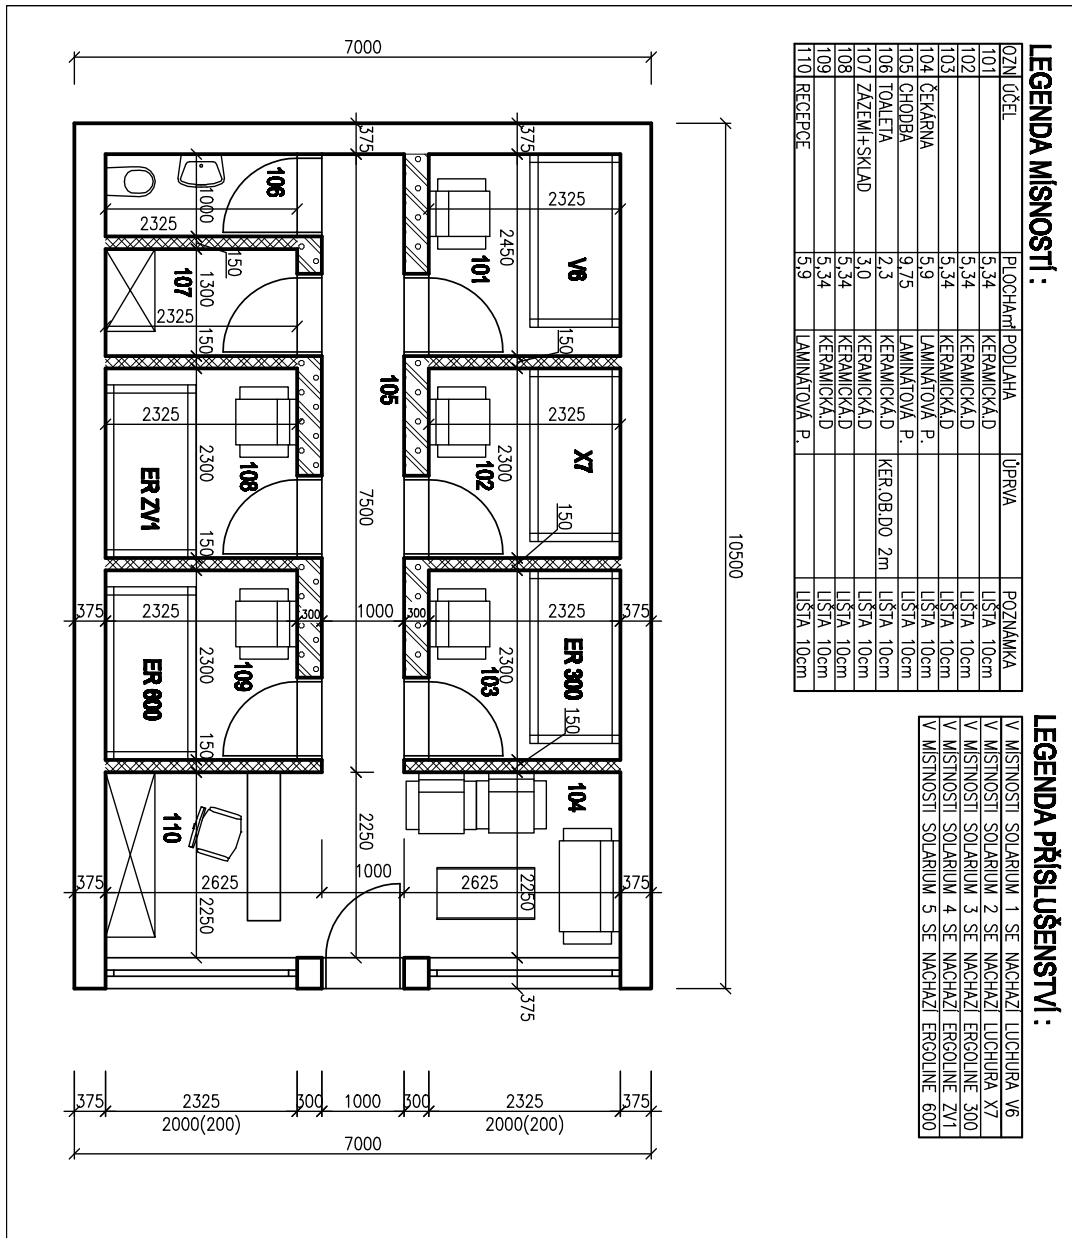 LEGENDA MÍSNOSTÍ :
OZN ÚČEL PLOCHAm² PODLAHA ÚPRVA POZNÁMKA
101 5,34 KERAMICKÁ.D LIŠTA 10cm
102 5,34 KERAMICKÁ.D LIŠTA 10cm
103 5,34 KERAMICKÁ.D LIŠTA 10cm
104 ČEKÁRNA 5,9 LAMINÁTOVÁ P. LIŠTA 10cm
105 CHODBA 9,75 LAMINÁTOVÁ P. LIŠTA 10cm
106 TOALETA 2,3 KERAMICKÁ.D KER.OB.DO 2m LIŠTA 10cm
107 ZÁZEMÍ+SKLAD 3,0 KERAMICKÁ.D LIŠTA 10cm
108 5,34 KERAMICKÁ.D LIŠTA 10cm
109 5,34 KERAMICKÁ.D LIŠTA 10cm
110 RECEPCE 5,9 LAMINÁTOVÁ P. LIŠTA 10cm
LEGENDA PŘÍSLUŠENSTVÍ :
V MÍSTNOSTI SOLARIUM 1 SE NACHAZÍ LUCHURA V6
V MÍSTNOSTI SOLARIUM 2 SE NACHAZÍ LUCHURA X7
V MÍSTNOSTI SOLARIUM 3 SE NACHAZÍ ERGOLINE 300
V MÍSTNOSTI SOLARIUM 4 SE NACHAZÍ ERGOLINE ZV1
V MÍSTNOSTI SOLARIUM 5 SE NACHAZÍ ERGOLINE 600
7000
10500
375
375
106
1000
2325
150
107
1300
2325
150
101
2450
2325
V6
150
105
7500
2325
108
2300
ER ZV1
150
102
2300
2325
X7
150
375
2325
300
1000
300
2325
375
109
2300
ER 600
150
103
2300
ER 300
150
110
104
2250
1000
375
2625
2250
2625
2250
375
375
375
2325
300
1000
300
2325
375
2000(200)
2000(200)
7000